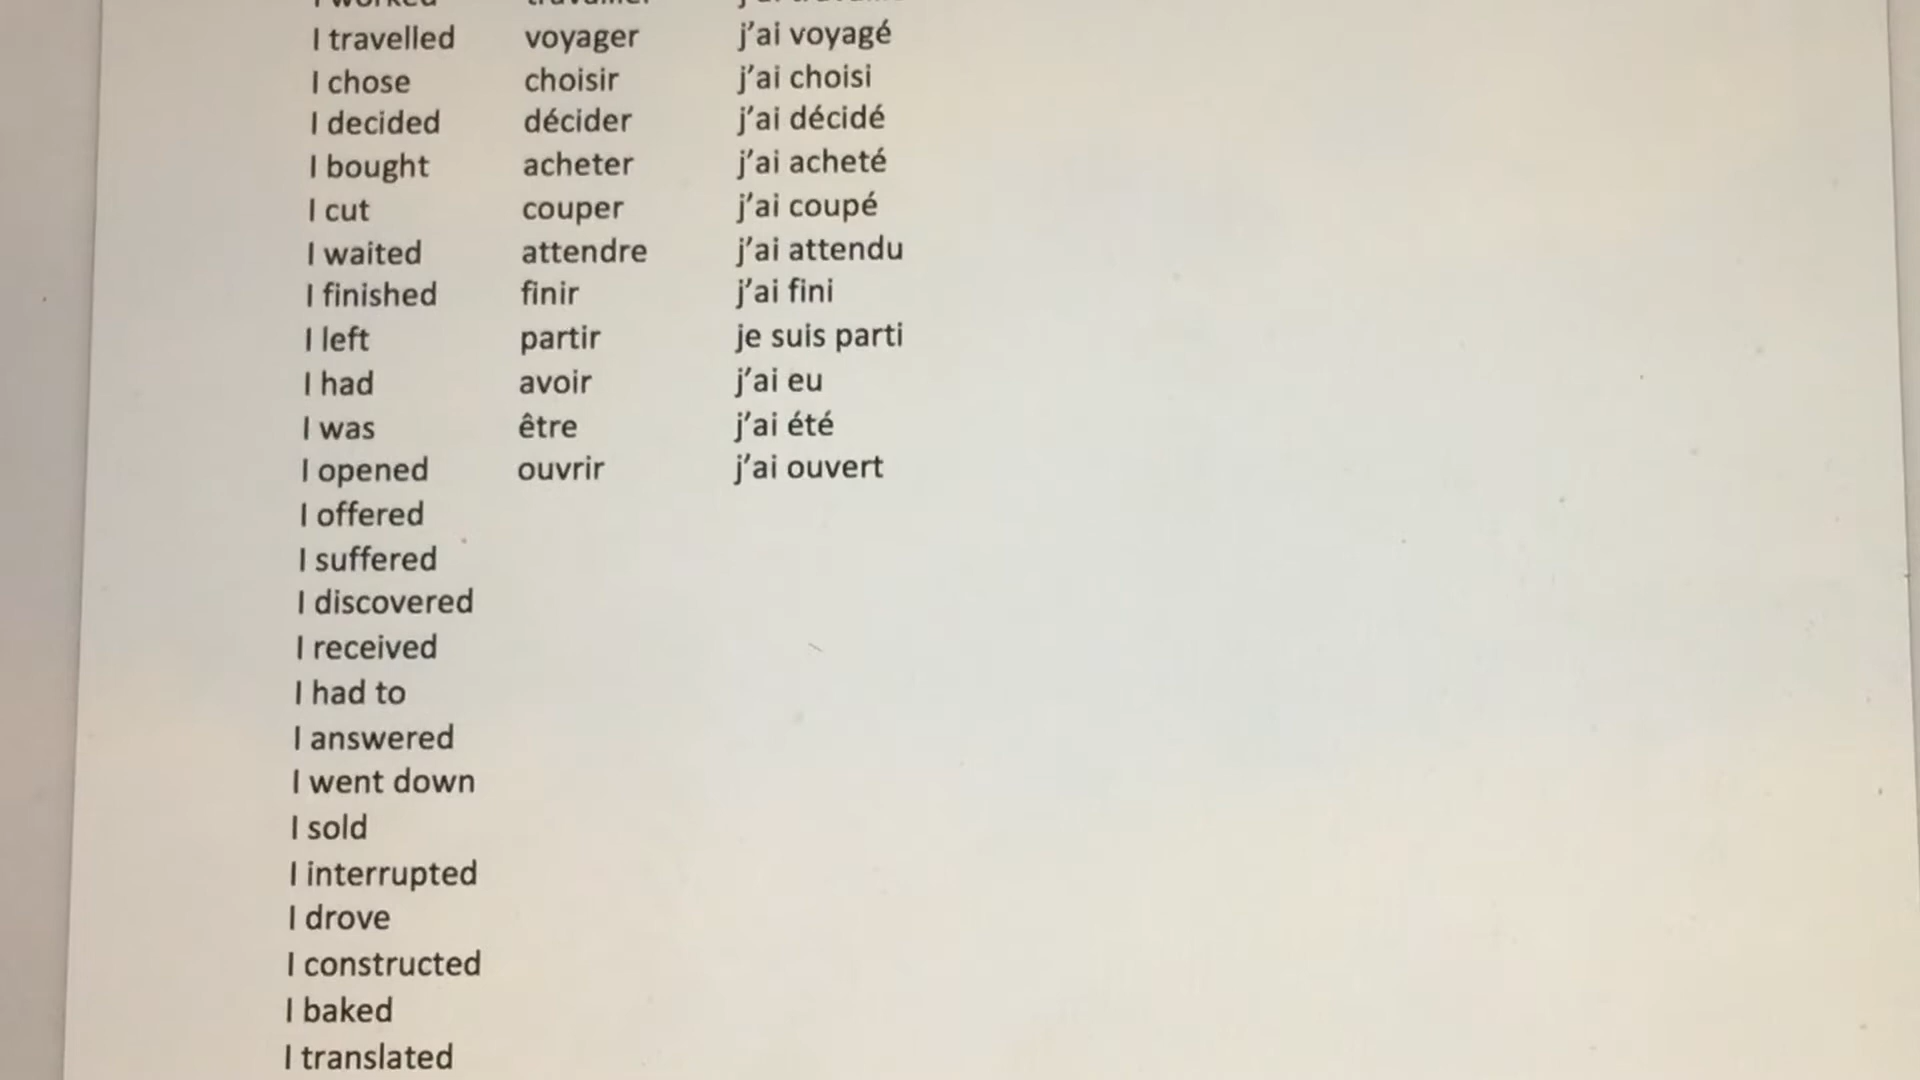 I worked
I travelled voyager j'ai voyagé
I chose choisir j'ai choisi
I decided décider j'ai décidé
I bought acheter j'ai acheté
I cut couper j'ai coupé
I waited attendre j'ai attendu
I finished finir j'ai fini
I left partir je suis parti
I had avoir j'ai eu
I was être j'ai été
I opened ouvrir j'ai ouvert
I offered
I suffered
I discovered
I received
I had to
I answered
I went down
I sold
I interrupted
I drove
I constructed
I baked
I translated